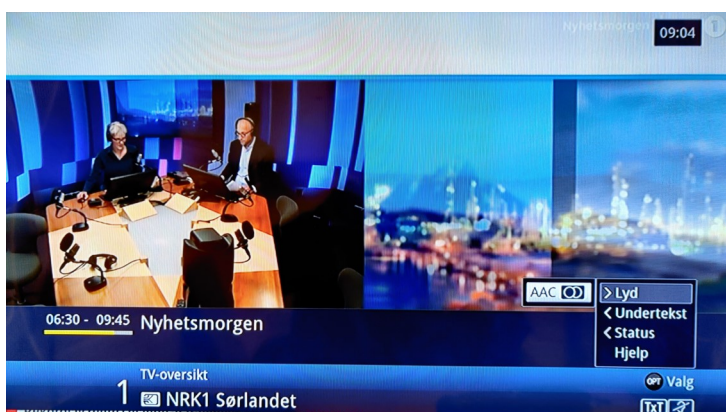 Nyhetsmorgen
09:04
1
AAC
> Lyd
< Undertekst
< Status
Hjelp
06:30 - 09:45 Nyhetsmorgen
TV-oversikt
1 NRK1 Sørlandet
OPT Valg
TXT